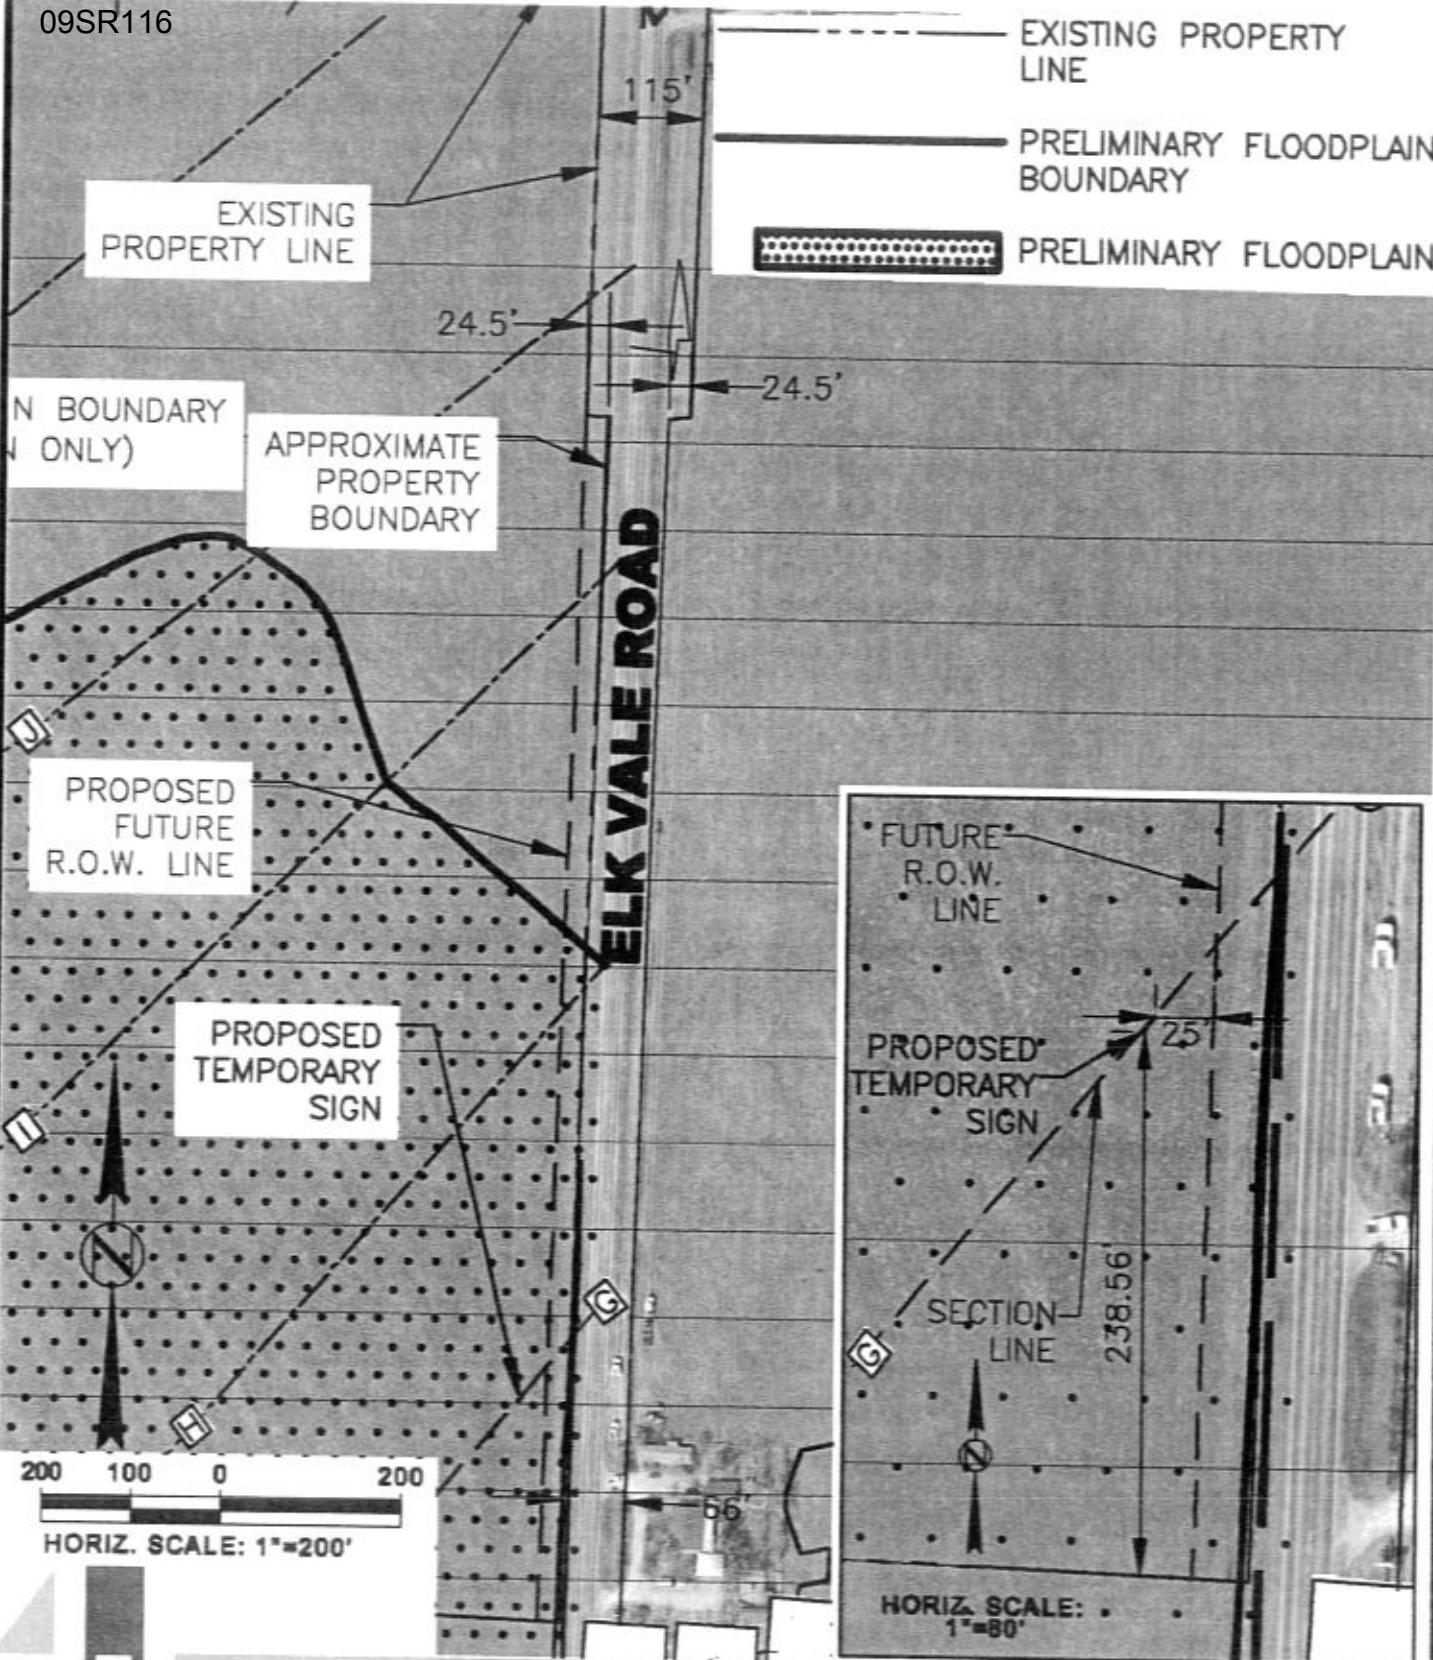 09SR116
EXISTING PROPERTY
LINE
PRELIMINARY FLOODPLAIN
BOUNDARY
PRELIMINARY FLOODPLAIN
115'
EXISTING
PROPERTY LINE
24.5'
24.5'
N BOUNDARY
N ONLY)
APPROXIMATE
PROPERTY
BOUNDARY
ELK VALE ROAD
J
PROPOSED
FUTURE
R.O.W. LINE
I
PROPOSED
TEMPORARY
SIGN
N
G
H
66'
200 100 0 200
HORIZ. SCALE: 1"=200'
FUTURE
R.O.W.
LINE
25'
PROPOSED
TEMPORARY
SIGN
238.56'
SECTION
LINE
G
N
HORIZ. SCALE:
1"=80'